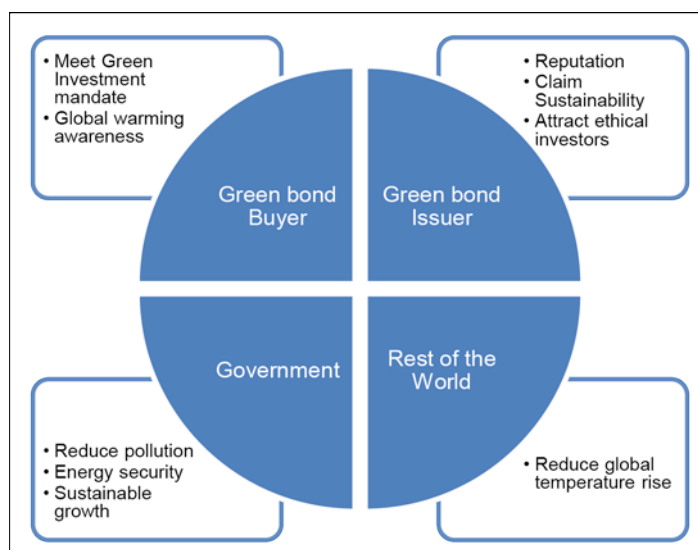 • Meet Green
Investment
mandate
• Global warming
awareness
• Reputation
• Claim
Sustainability
• Attract ethical
investors
Green bond
Buyer
Green bond
Issuer
Government
Rest of the
World
• Reduce pollution
• Energy security
• Sustainable
growth
• Reduce global
temperature rise